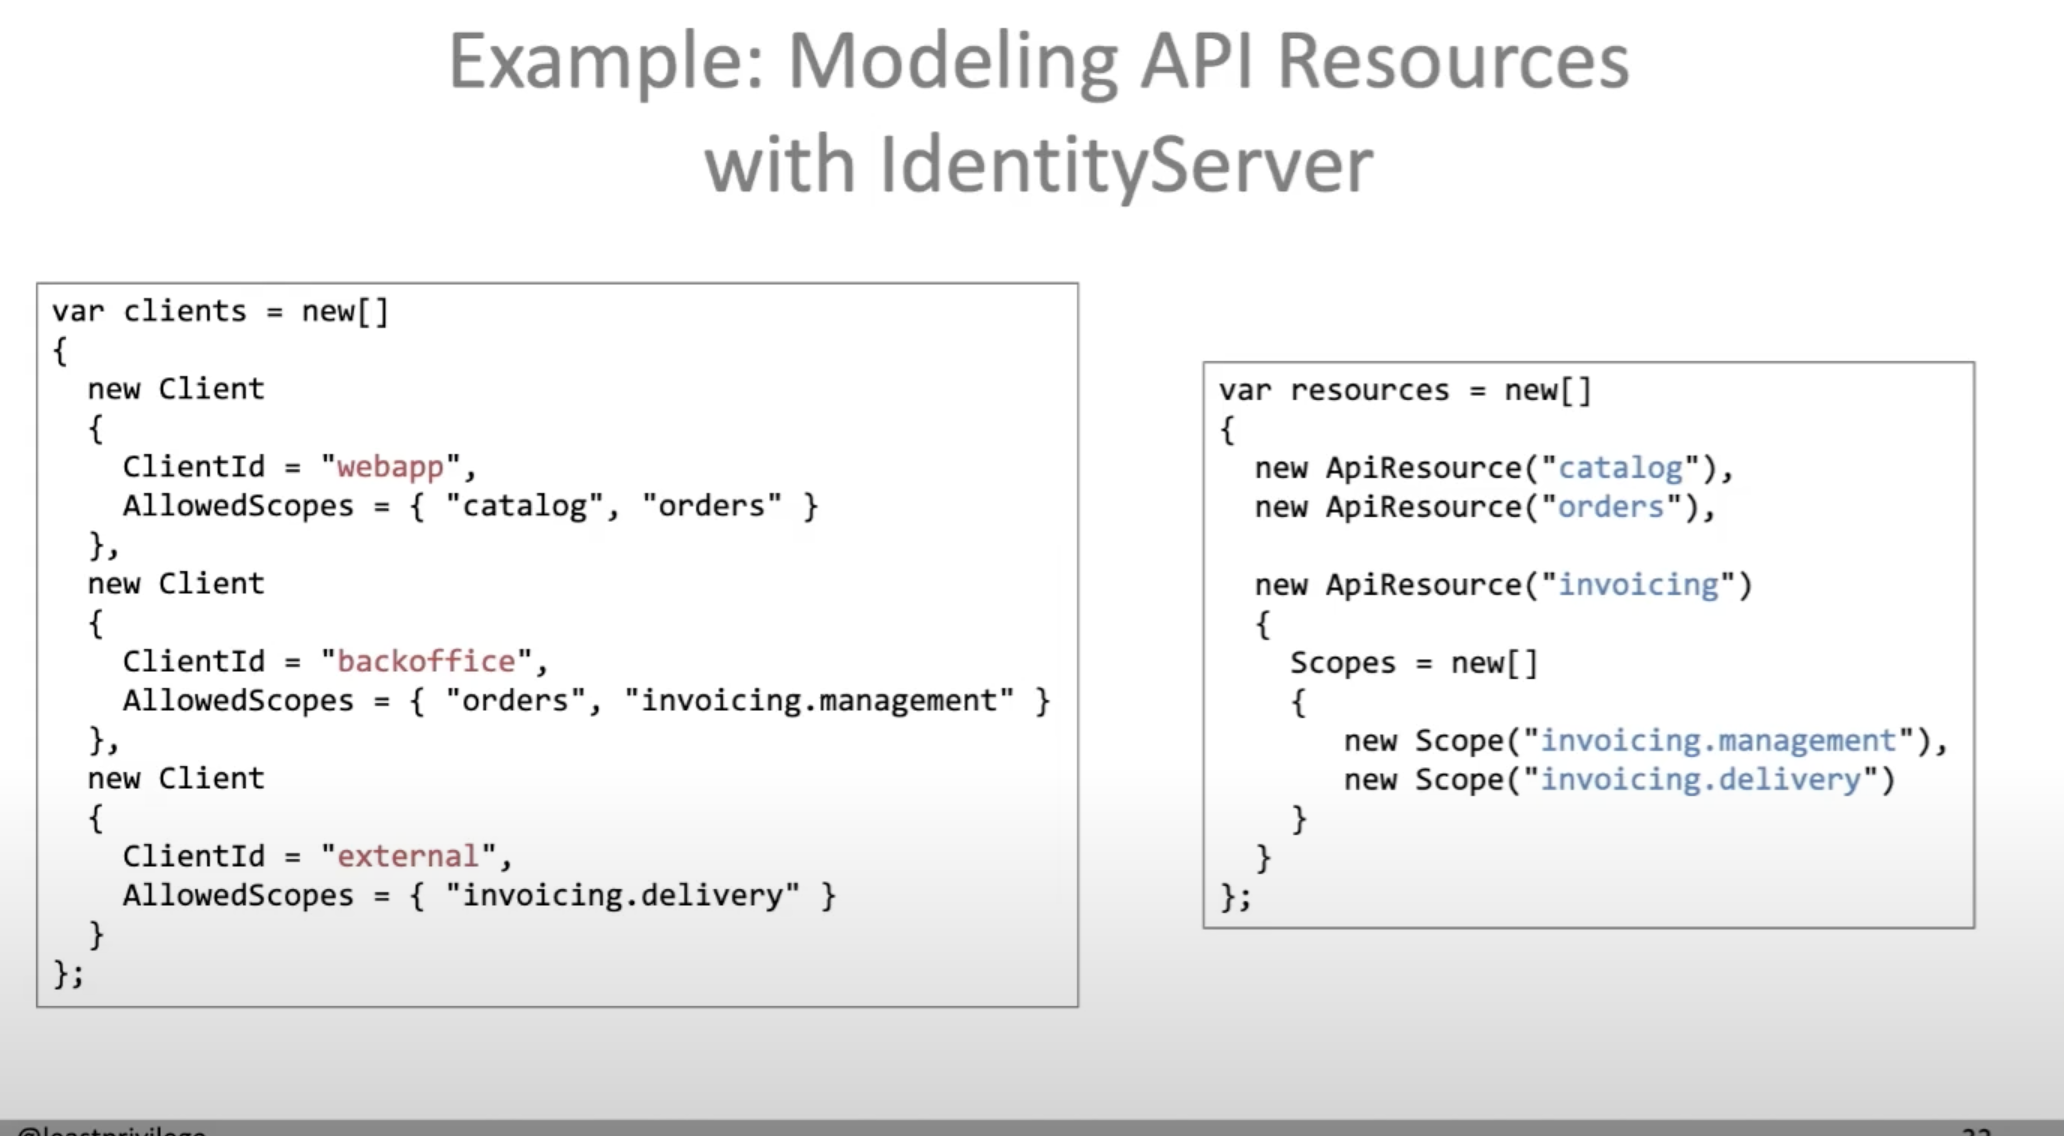 Example: Modeling API Resources
with IdentityServer
var clients = new[]
{
  new Client
  {
    ClientId = "webapp",
    AllowedScopes = { "catalog", "orders" }
  },
  new Client
  {
    ClientId = "backoffice",
    AllowedScopes = { "orders", "invoicing.management" }
  },
  new Client
  {
    ClientId = "external",
    AllowedScopes = { "invoicing.delivery" }
  }
};
var resources = new[]
{
  new ApiResource("catalog"),
  new ApiResource("orders"),
  new ApiResource("invoicing")
  {
    Scopes = new[]
    {
       new Scope("invoicing.management"),
       new Scope("invoicing.delivery")
    }
  }
};
@leastprivilege